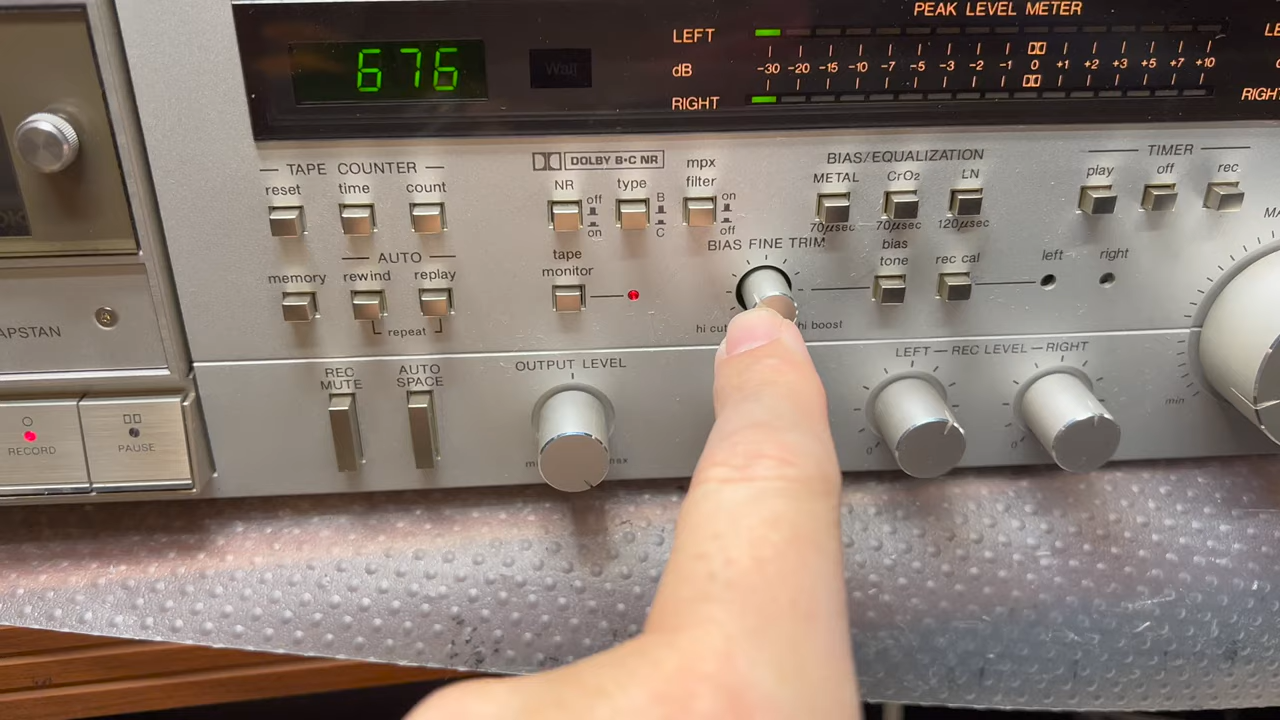 PEAK LEVEL METER
LEFT
676
Wait
dB
-30 -20 -15 -10 -7 -5 -3 -2 -1 0 +1 +2 +3 +5 +7 +10
RIGHT
RIGHT
TAPE COUNTER
reset time count
DOLBY B•C NR
NR type mpx filter
off
on
B
C
on
off
BIAS/EQUALIZATION
METAL CrO2 LN
70μsec 70μsec 120μsec
TIMER
play off rec
AUTO
memory rewind replay
repeat
tape monitor
BIAS FINE TRIM
hi cut hi boost
bias tone
rec cal
left right
APSTAN
REC MUTE
AUTO SPACE
OUTPUT LEVEL
LEFT — REC LEVEL — RIGHT
0
0
min
RECORD
PAUSE